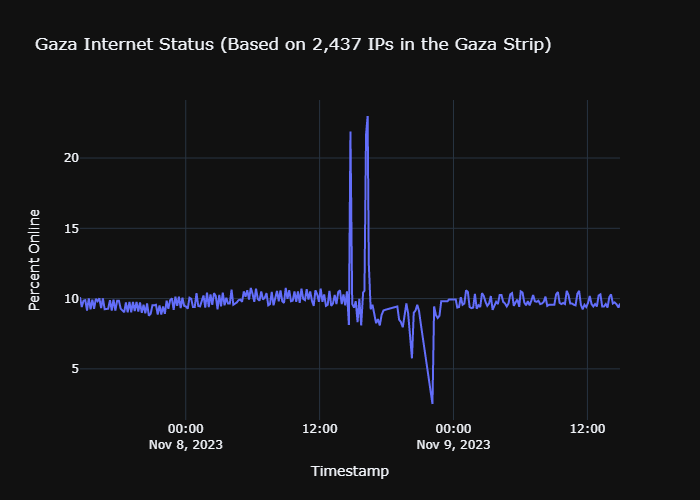 Gaza Internet Status (Based on 2,437 IPs in the Gaza Strip)
Percent Online
20
15
10
5
00:00
Nov 8, 2023
12:00
00:00
Nov 9, 2023
12:00
Timestamp